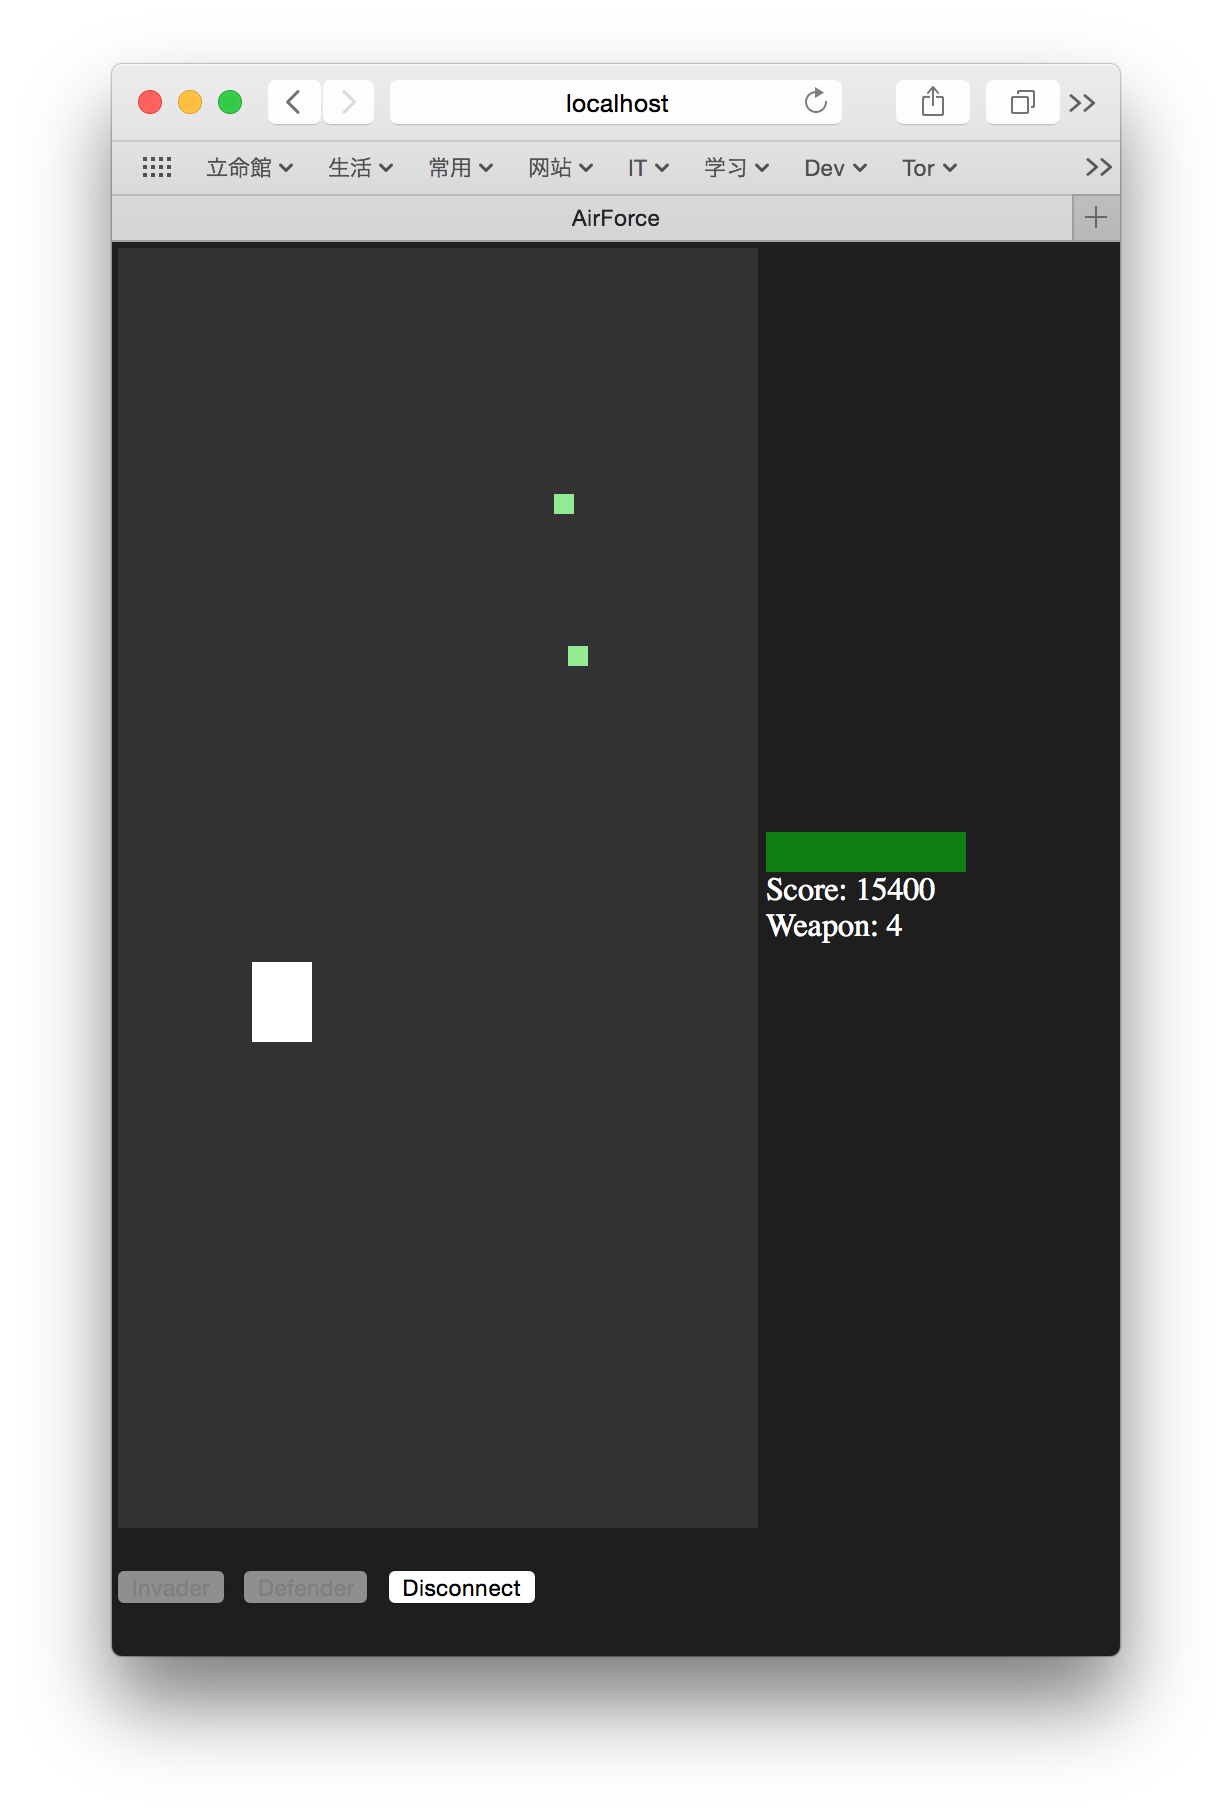 localhost
立命館 生活 常用 网站 IT 学习 Dev Tor
AirForce
Score: 15400
Weapon: 4
Invader Defender Disconnect